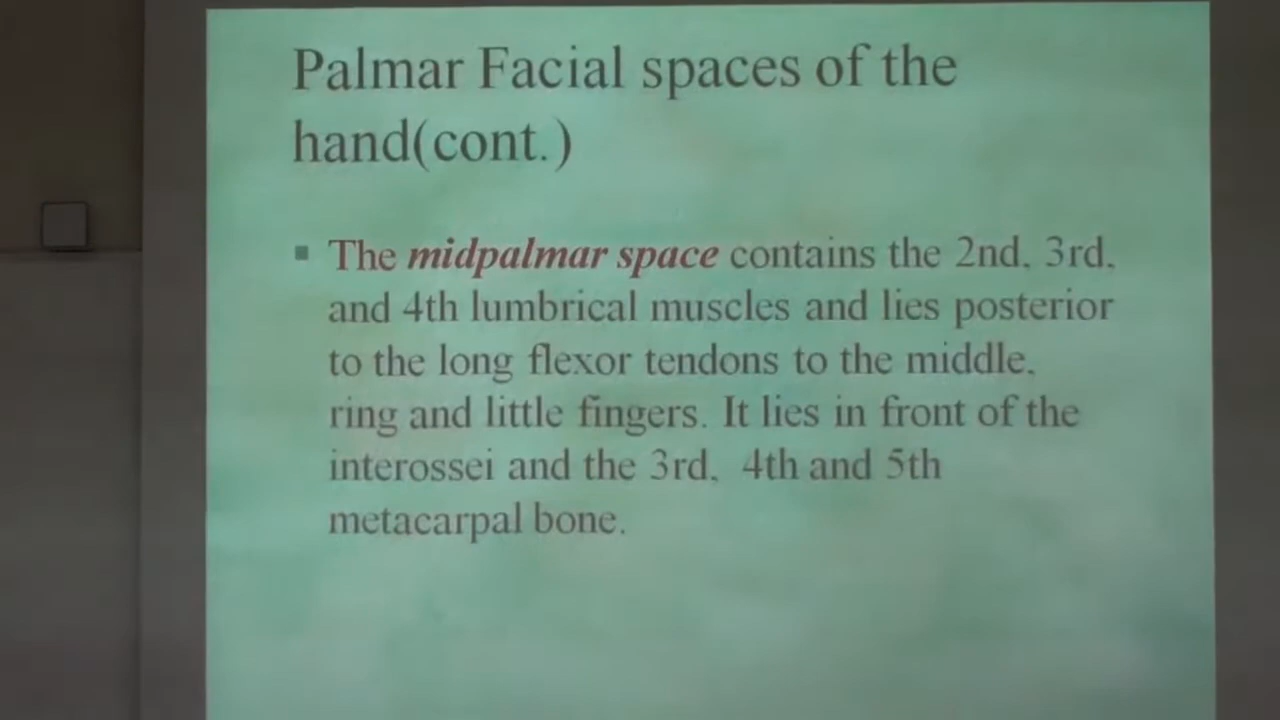 Palmar Facial spaces of the
hand(cont.)
The midpalmar space contains the 2nd, 3rd,
and 4th lumbrical muscles and lies posterior
to the long flexor tendons to the middle,
ring and little fingers. It lies in front of the
interossei and the 3rd, 4th and 5th
metacarpal bone.